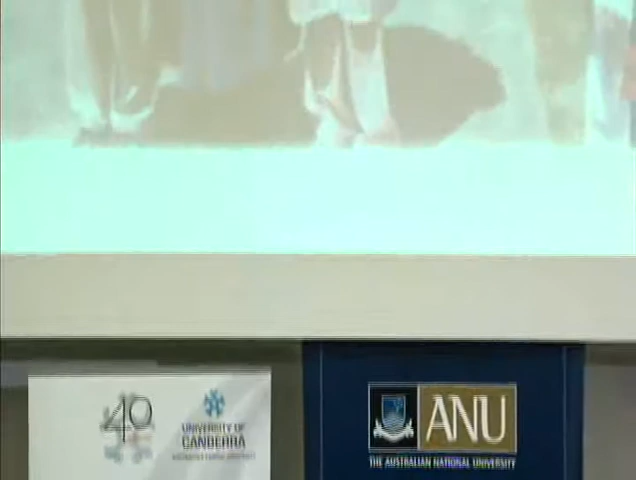 40
UNIVERSITY OF
CANBERRA
ANU
THE AUSTRALIAN NATIONAL UNIVERSITY